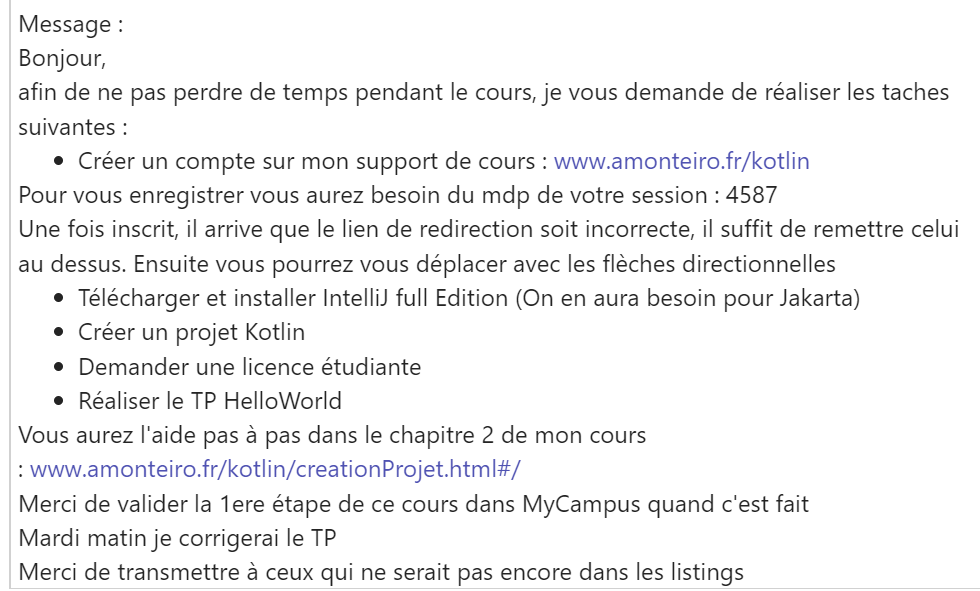 Message :
Bonjour,
afin de ne pas perdre de temps pendant le cours, je vous demande de réaliser les taches
suivantes :
• Créer un compte sur mon support de cours : www.amonteiro.fr/kotlin
Pour vous enregistrer vous aurez besoin du mdp de votre session : 4587
Une fois inscrit, il arrive que le lien de redirection soit incorrecte, il suffit de remettre celui
au dessus. Ensuite vous pourrez vous déplacer avec les flèches directionnelles
• Télécharger et installer IntelliJ full Edition (On en aura besoin pour Jakarta)
• Créer un projet Kotlin
• Demander une licence étudiante
• Réaliser le TP HelloWorld
Vous aurez l'aide pas à pas dans le chapitre 2 de mon cours
: www.amonteiro.fr/kotlin/creationProjet.html#/
Merci de valider la 1ere étape de ce cours dans MyCampus quand c'est fait
Mardi matin je corrigerai le TP
Merci de transmettre à ceux qui ne serait pas encore dans les listings